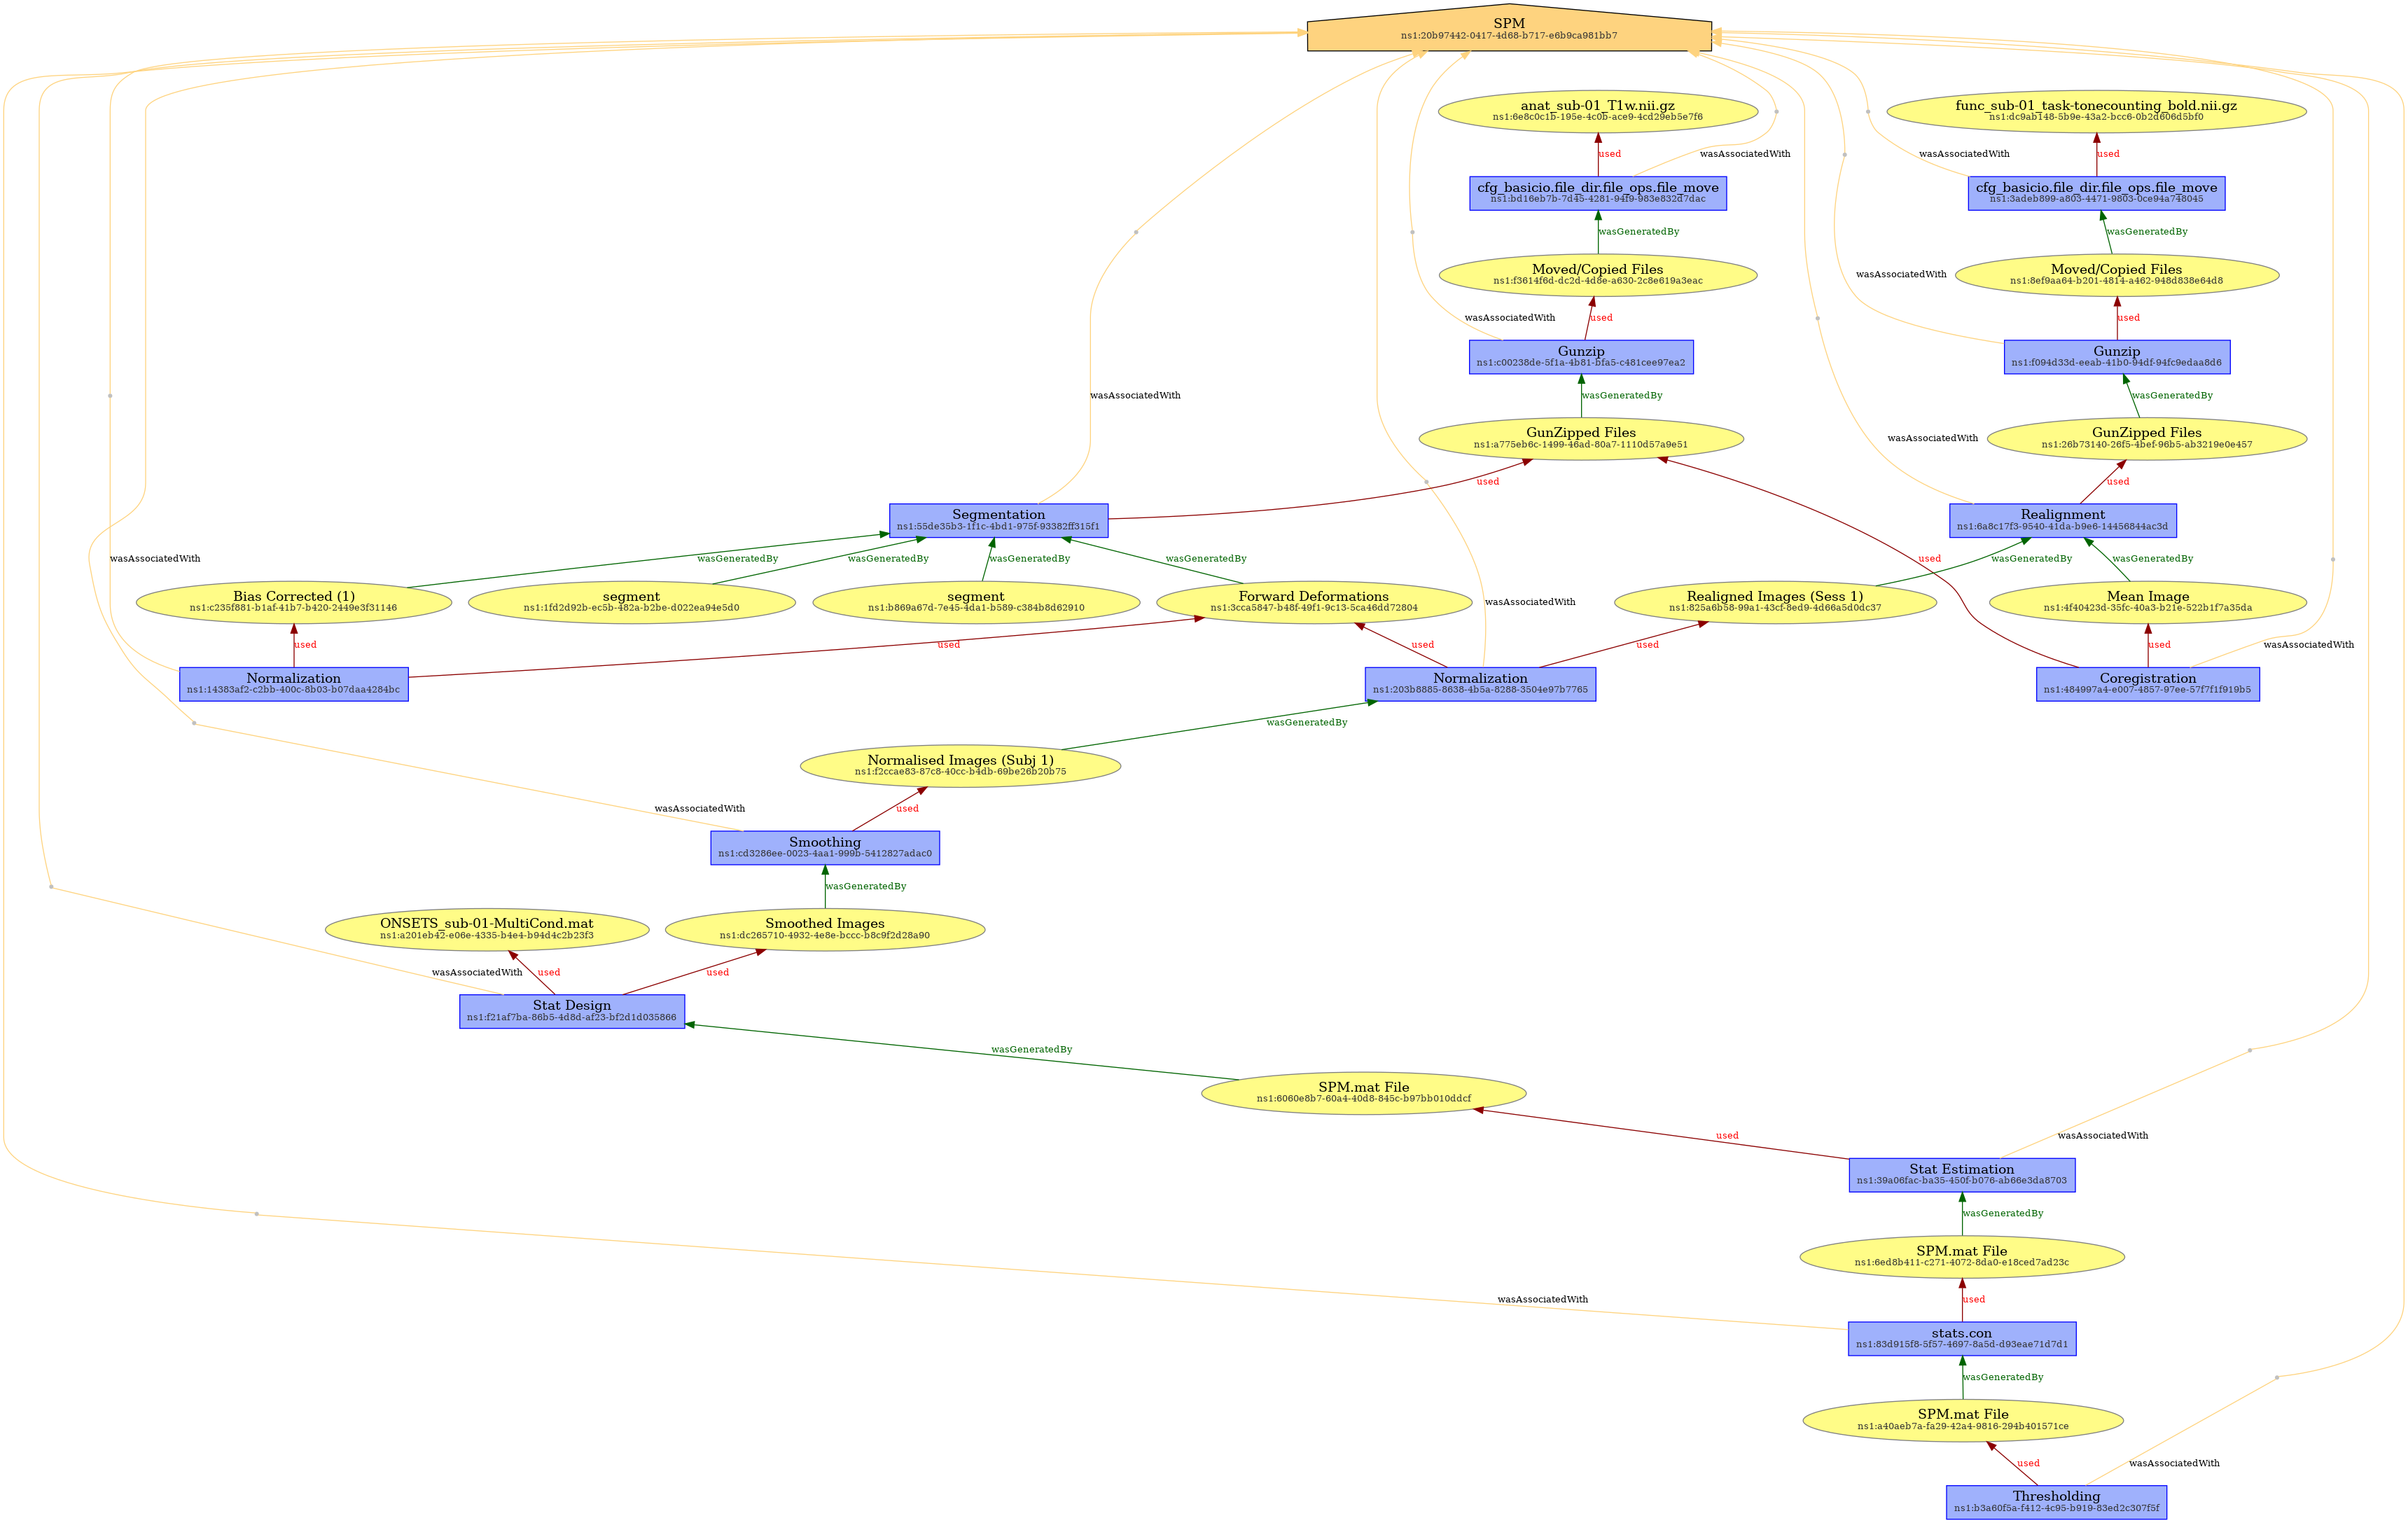 SPM
ns1:20b97442-0417-4d68-b717-e6b9ca981bb7
anat_sub-01_T1w.nii.gz
ns1:6e8c0c1b-195e-4c0b-ace9-4cd29eb5e7f6
func_sub-01_task-tonecounting_bold.nii.gz
ns1:dc9ab148-5b9e-43a2-bcc6-0b2d606d5bf0
used
wasAssociatedWith
wasAssociatedWith
used
cfg_basicio.file_dir.file_ops.file_move
ns1:bd16eb7b-7d45-4281-94f9-983e832d7dac
cfg_basicio.file_dir.file_ops.file_move
ns1:3adeb899-a803-4471-9803-0ce94a748045
wasGeneratedBy
wasGeneratedBy
Moved/Copied Files
ns1:f3614f6d-dc2d-4d8e-a630-2c8e619a3eac
wasAssociatedWith
Moved/Copied Files
ns1:8ef9aa64-b201-4814-a462-948d838e64d8
wasAssociatedWith
used
used
Gunzip
ns1:c00238de-5f1a-4b81-bfa5-c481cee97ea2
Gunzip
ns1:f094d33d-eeab-41b0-94df-94fc9edaa8d6
wasAssociatedWith
wasGeneratedBy
wasGeneratedBy
GunZipped Files
ns1:a775eb6c-1499-46ad-80a7-1110d57a9e51
wasAssociatedWith
GunZipped Files
ns1:26b73140-26f5-4bef-96b5-ab3219e0e457
used
used
Segmentation
ns1:55de35b3-1f1c-4bd1-975f-93382ff315f1
Realignment
ns1:6a8c17f3-9540-41da-b9e6-14456844ac3d
wasAssociatedWith
wasGeneratedBy
wasGeneratedBy
wasGeneratedBy
wasGeneratedBy
used
wasGeneratedBy
wasGeneratedBy
Bias Corrected (1)
ns1:c235f881-b1af-41b7-b420-2449e3f31146
segment
ns1:1fd2d92b-ec5b-482a-b2be-d022ea94e5d0
segment
ns1:b869a67d-7e45-4da1-b589-c384b8d62910
Forward Deformations
ns1:3cca5847-b48f-49f1-9c13-5ca46dd72804
wasAssociatedWith
Realigned Images (Sess 1)
ns1:825a6b58-99a1-43cf-8ed9-4d66a5d0dc37
Mean Image
ns1:4f40423d-35fc-40a3-b21e-522b1f7a35da
used
used
used
used
used
wasAssociatedWith
Normalization
ns1:14383af2-c2bb-400c-8b03-b07daa4284bc
Normalization
ns1:203b8885-8638-4b5a-8288-3504e97b7765
Coregistration
ns1:484997a4-e007-4857-97ee-57f7f1f919b5
wasGeneratedBy
Normalised Images (Subj 1)
ns1:f2ccae83-87c8-40cc-b4db-69be26b20b75
wasAssociatedWith
used
Smoothing
ns1:cd3286ee-0023-4aa1-999b-5412827adac0
wasGeneratedBy
ONSETS_sub-01-MultiCond.mat
ns1:a201eb42-e06e-4335-b4e4-b94d4c2b23f3
Smoothed Images
ns1:dc265710-4932-4e8e-bccc-b8c9f2d28a90
wasAssociatedWith
used
used
Stat Design
ns1:f21af7ba-86b5-4d8d-af23-bf2d1d035866
wasGeneratedBy
SPM.mat File
ns1:6060e8b7-60a4-40d8-845c-b97bb010ddcf
used
wasAssociatedWith
Stat Estimation
ns1:39a06fac-ba35-450f-b076-ab66e3da8703
wasGeneratedBy
SPM.mat File
ns1:6ed8b411-c271-4072-8da0-e18ced7ad23c
wasAssociatedWith
used
stats.con
ns1:83d915f8-5f57-4697-8a5d-d93eae71d7d1
wasGeneratedBy
SPM.mat File
ns1:a40aeb7a-fa29-42a4-9816-294b401571ce
used
wasAssociatedWith
Thresholding
ns1:b3a60f5a-f412-4c95-b919-83ed2c307f5f